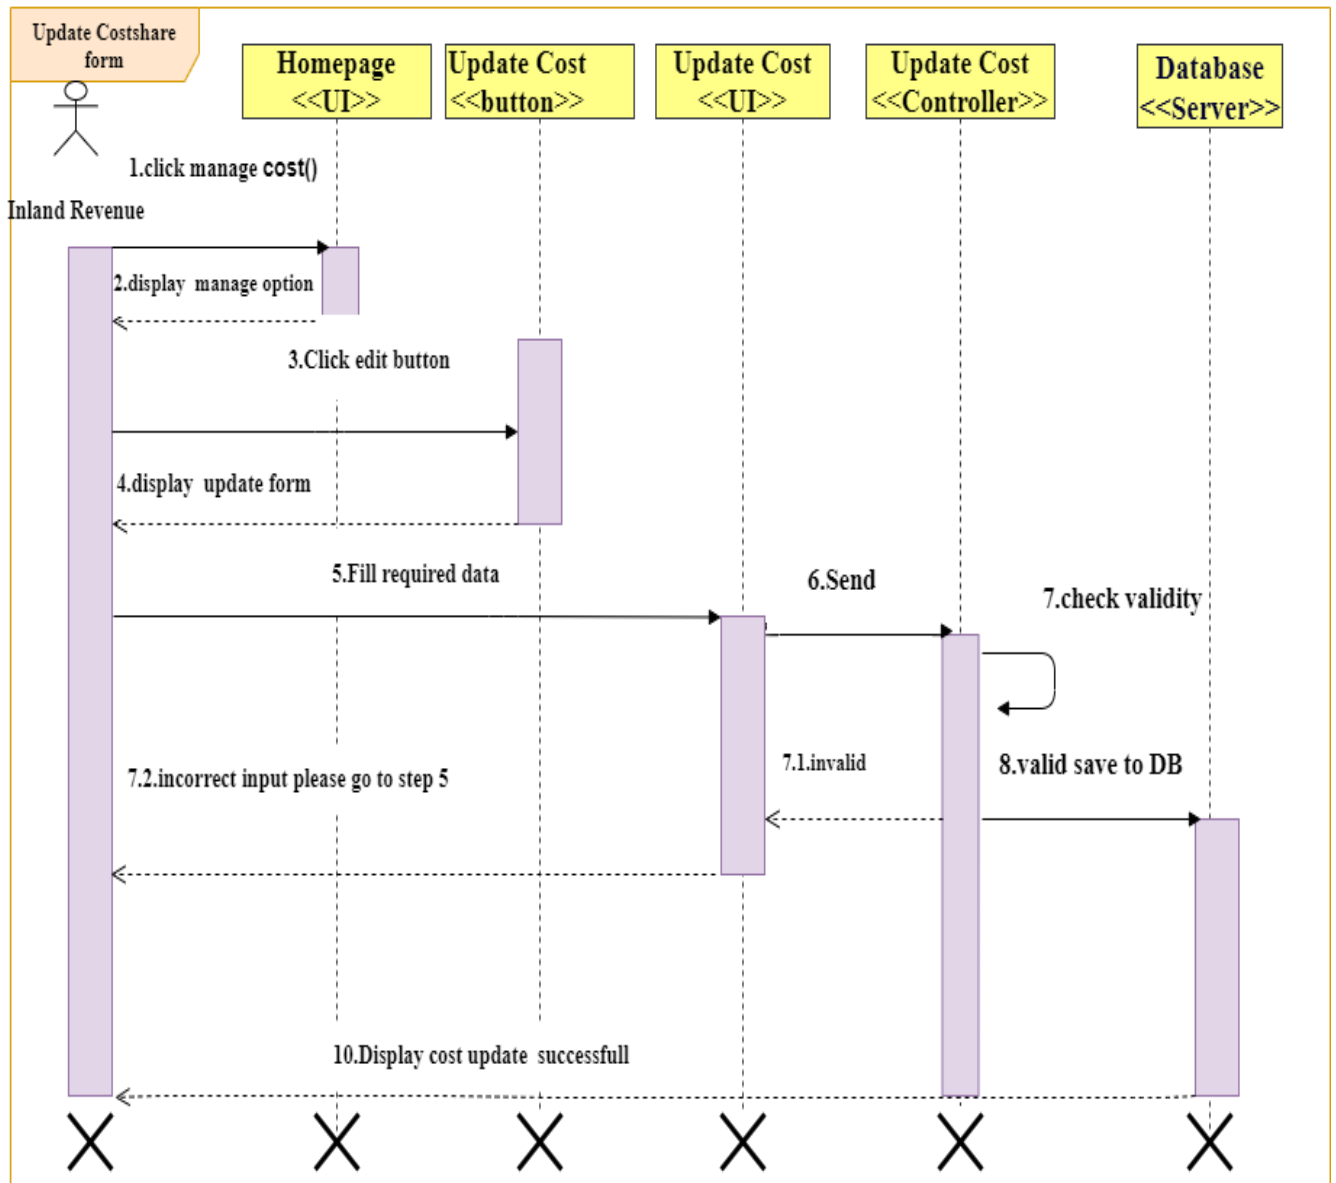 Update Costshare
form
Homepage
<<UI>>
Update Cost
<<button>>
Update Cost
<<UI>>
Update Cost
<<Controller>>
Database
<<Server>>
1.click manage cost()
Inland Revenue
2.display  manage option
3.Click edit button
4.display  update form
5.Fill required data
6.Send
7.check validity
7.2.incorrect input please go to step 5
7.1.invalid
8.valid save to DB
10.Display cost update  successfull